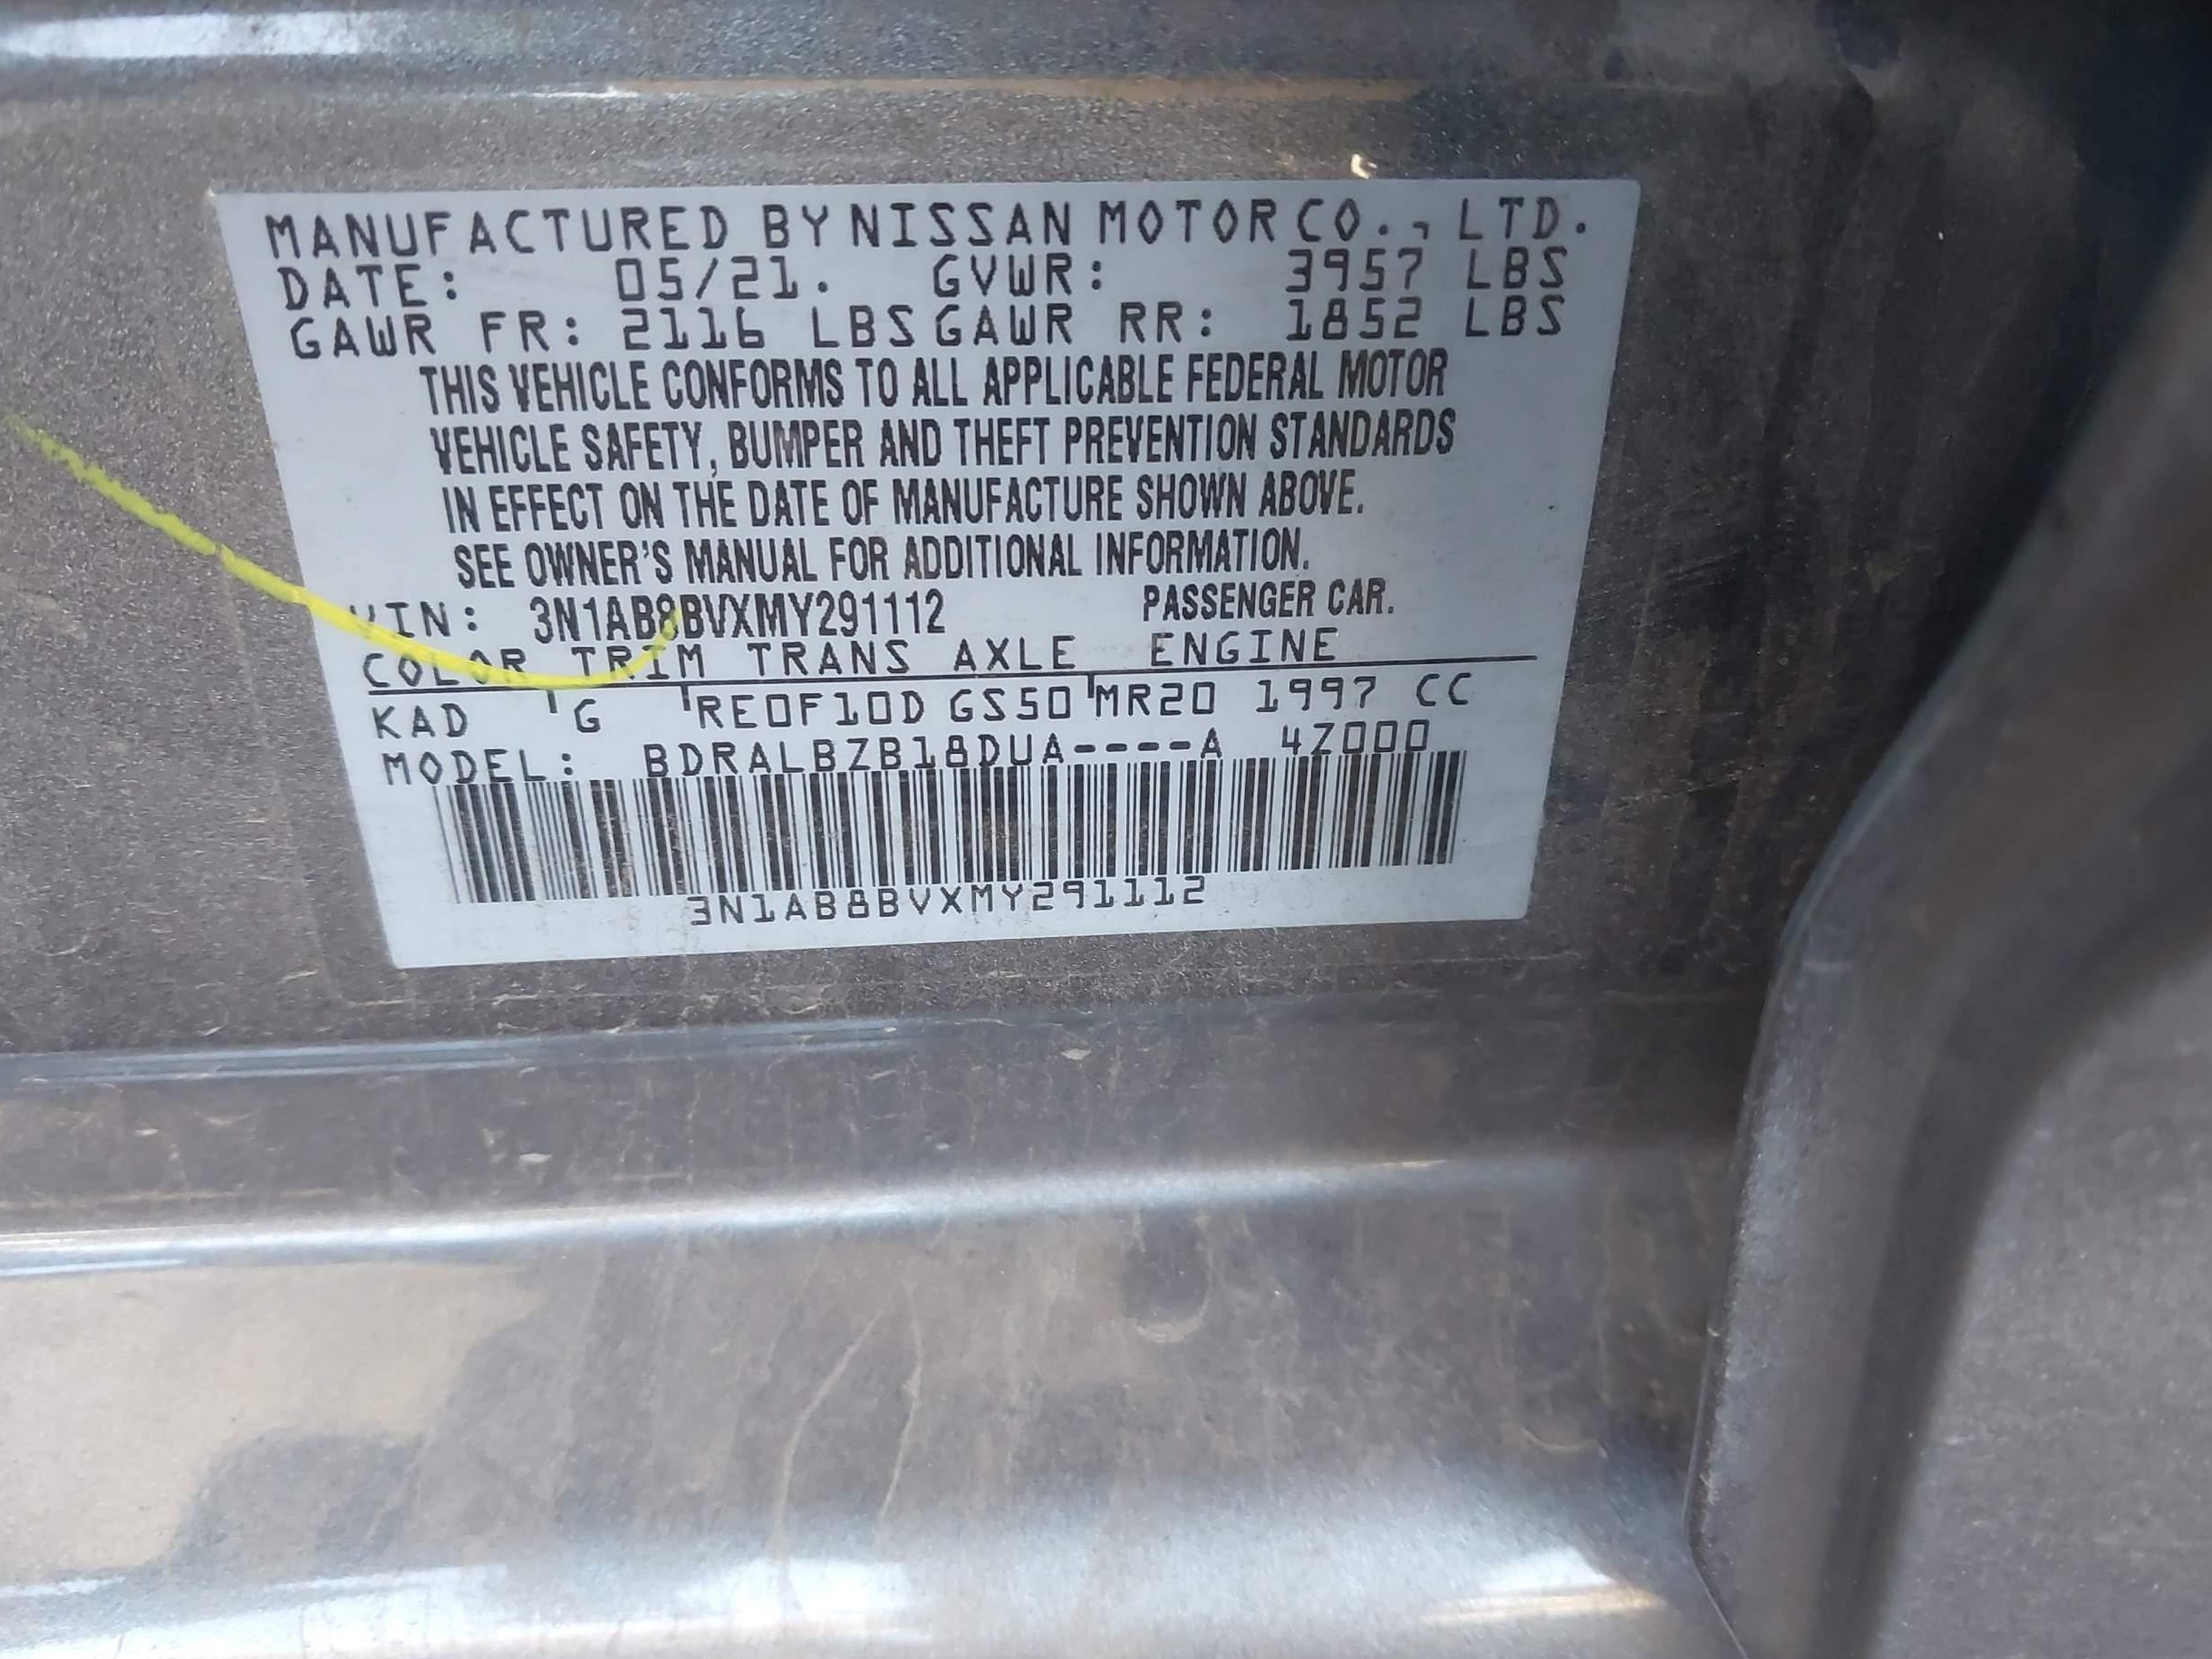 MANUFACTURED BY NISSAN MOTOR CO., LTD.
DATE: 05/21. GVWR: 3957 LBS
GAWR FR: 2116 LBS GAWR RR: 1852 LBS
THIS VEHICLE CONFORMS TO ALL APPLICABLE FEDERAL MOTOR
VEHICLE SAFETY, BUMPER AND THEFT PREVENTION STANDARDS
IN EFFECT ON THE DATE OF MANUFACTURE SHOWN ABOVE.
SEE OWNER'S MANUAL FOR ADDITIONAL INFORMATION.
VIN: 3N1AB8BVXMY291112 PASSENGER CAR.
COLOR TRIM TRANS AXLE ENGINE
KAD G RE0F10D GS50 MR20 1997 CC
MODEL: BDRALBZB18DUA----A 4Z000
3N1AB8BVXMY291112